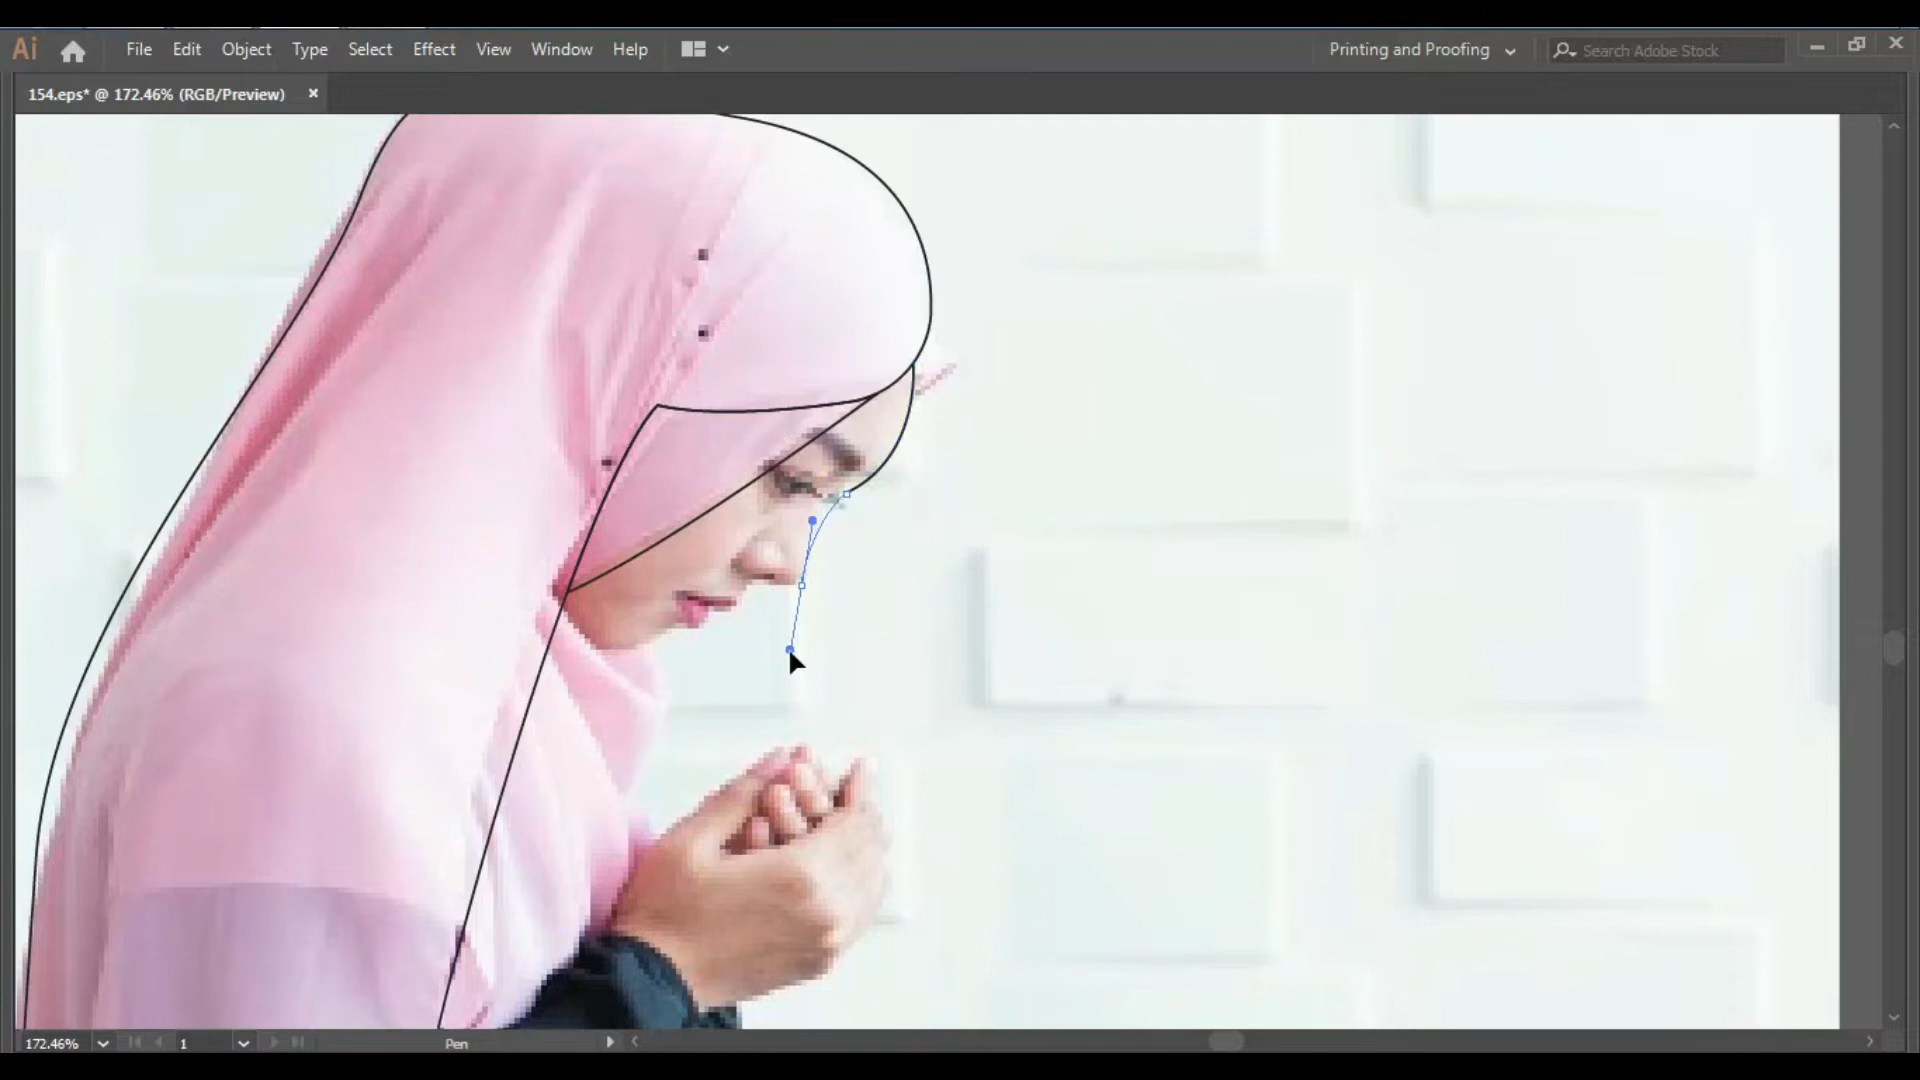 Ai File Edit Object Type Select Effect View Window Help Printing and Proofing Search Adobe Stock
154.eps* @ 172.46% (RGB/Preview) ×
172.46% 1 Pen